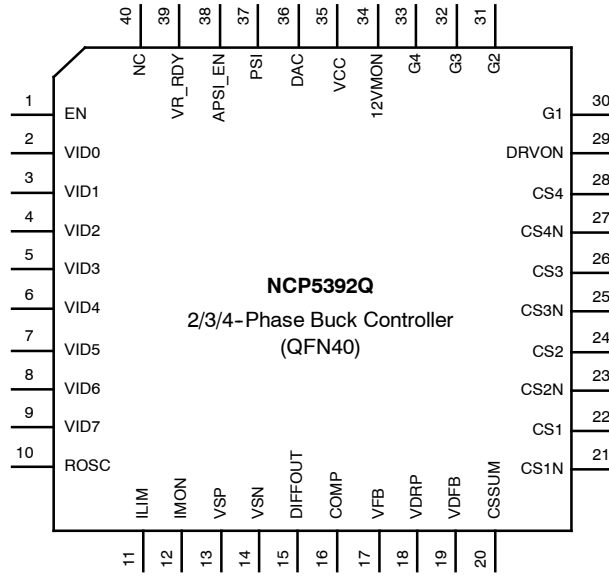 40 39 38 37 36 35 34 33 32 31
NC VR_RDY APSI_EN PSI DAC VCC 12VMON G4 G3 G2
1 EN
2 VID0
3 VID1
4 VID2
5 VID3
6 VID4
7 VID5
8 VID6
9 VID7
10 ROSC
NCP5392Q
2/3/4-Phase Buck Controller
(QFN40)
G1 30
DRVON 29
CS4 28
CS4N 27
CS3 26
CS3N 25
CS2 24
CS2N 23
CS1 22
CS1N 21
ILIM IMON VSP VSN DIFFOUT COMP VFB VDRP VDFB CSSUM
11 12 13 14 15 16 17 18 19 20